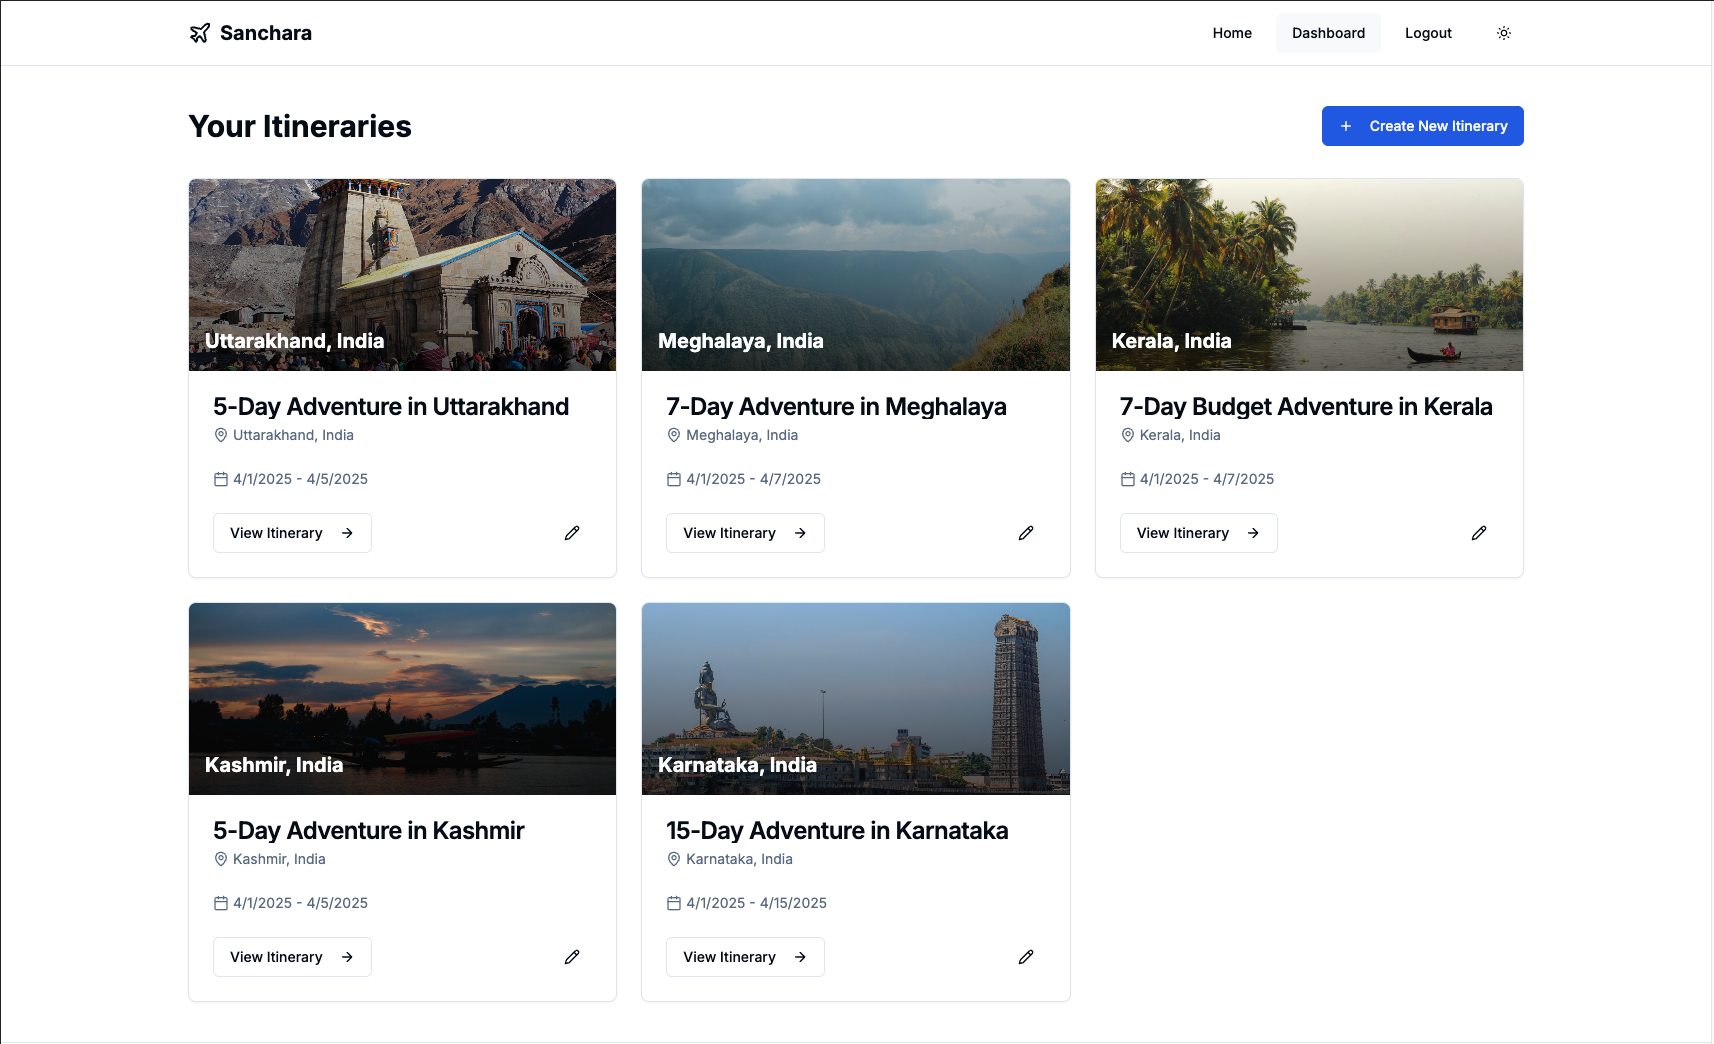 Sanchara
Home
Dashboard
Logout
Your Itineraries
+ Create New Itinerary
Uttarakhand, India
5-Day Adventure in Uttarakhand
Uttarakhand, India
4/1/2025 - 4/5/2025
View Itinerary →
Meghalaya, India
7-Day Adventure in Meghalaya
Meghalaya, India
4/1/2025 - 4/7/2025
View Itinerary →
Kerala, India
7-Day Budget Adventure in Kerala
Kerala, India
4/1/2025 - 4/7/2025
View Itinerary →
Kashmir, India
5-Day Adventure in Kashmir
Kashmir, India
4/1/2025 - 4/5/2025
View Itinerary →
Karnataka, India
15-Day Adventure in Karnataka
Karnataka, India
4/1/2025 - 4/15/2025
View Itinerary →